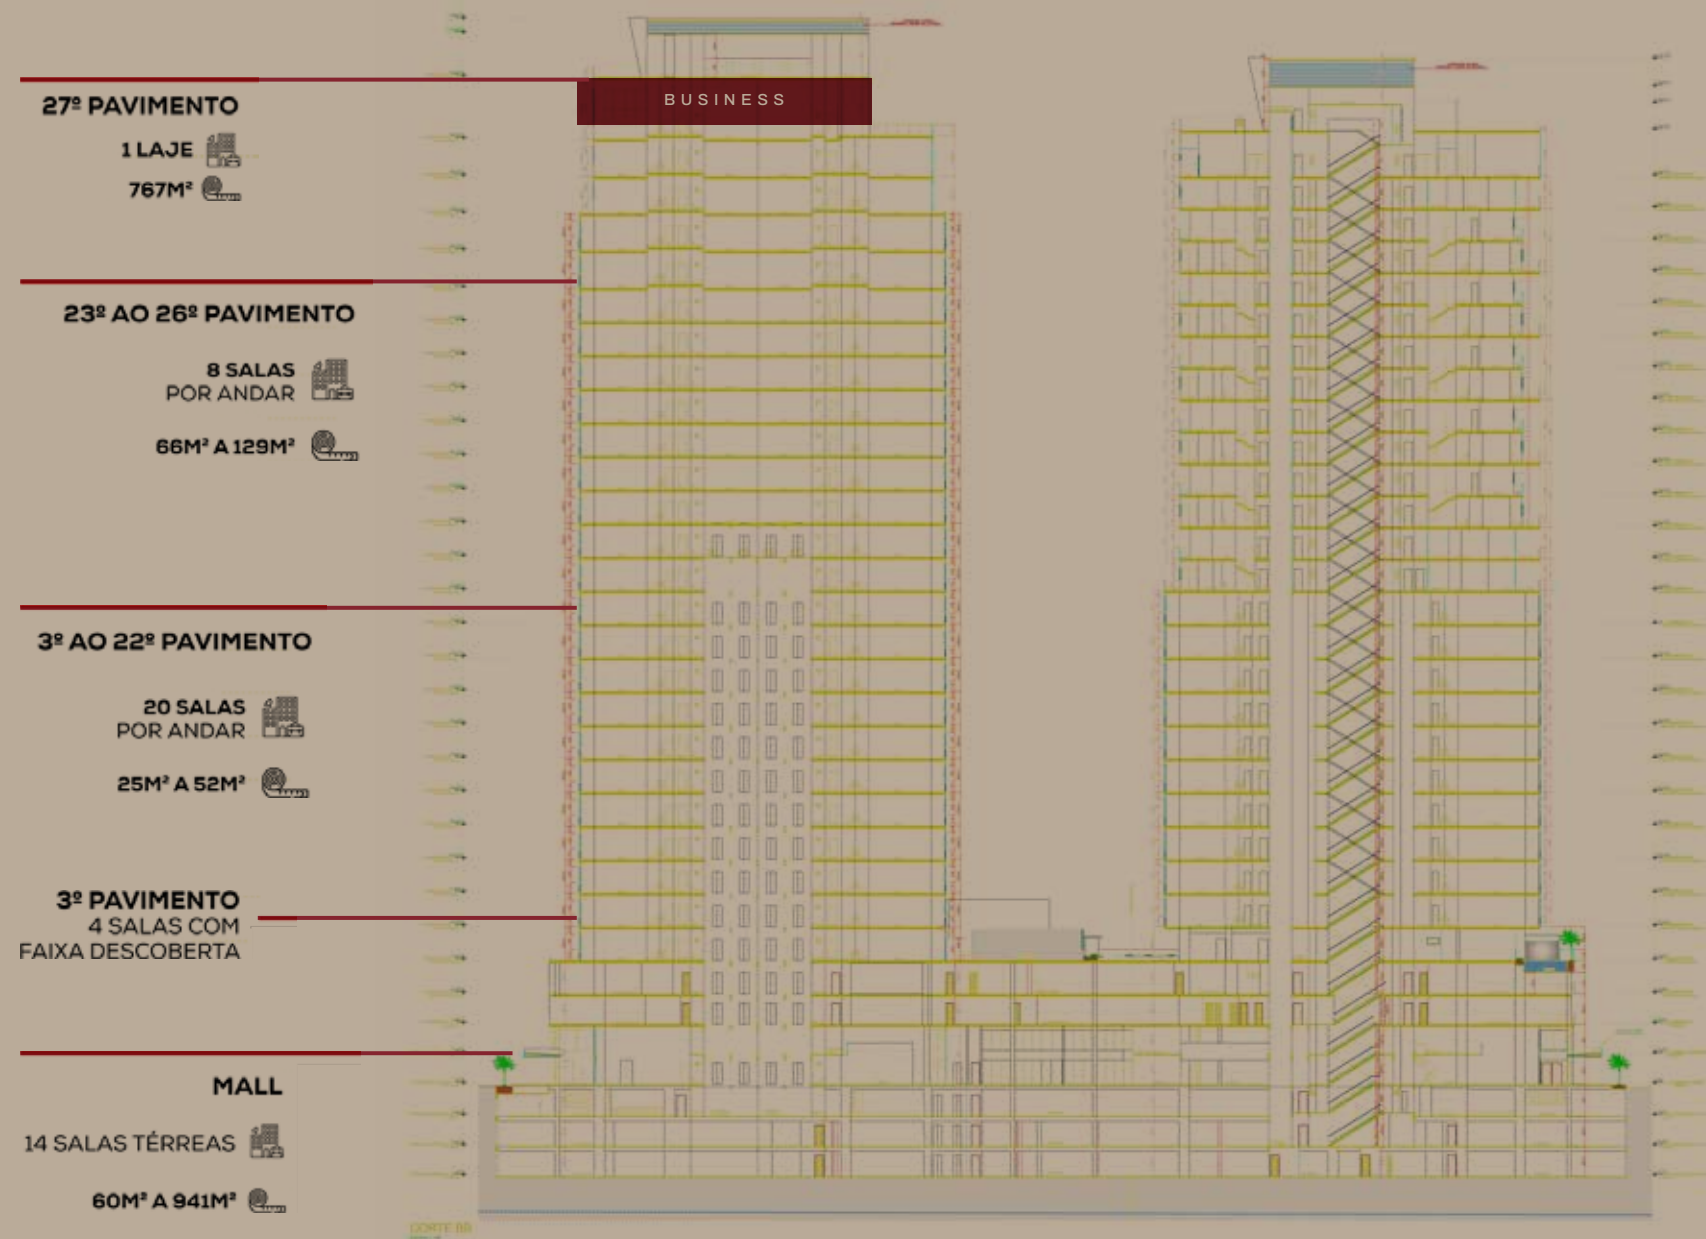 BUSINESS
27º PAVIMENTO
1 LAJE
767M²
23º AO 26º PAVIMENTO
8 SALAS
POR ANDAR
66M² A 129M²
3º AO 22º PAVIMENTO
20 SALAS
POR ANDAR
25M² A 52M²
3º PAVIMENTO
4 SALAS COM
FAIXA DESCOBERTA
MALL
14 SALAS TÉRREAS
60M² A 941M²
CORTE BB